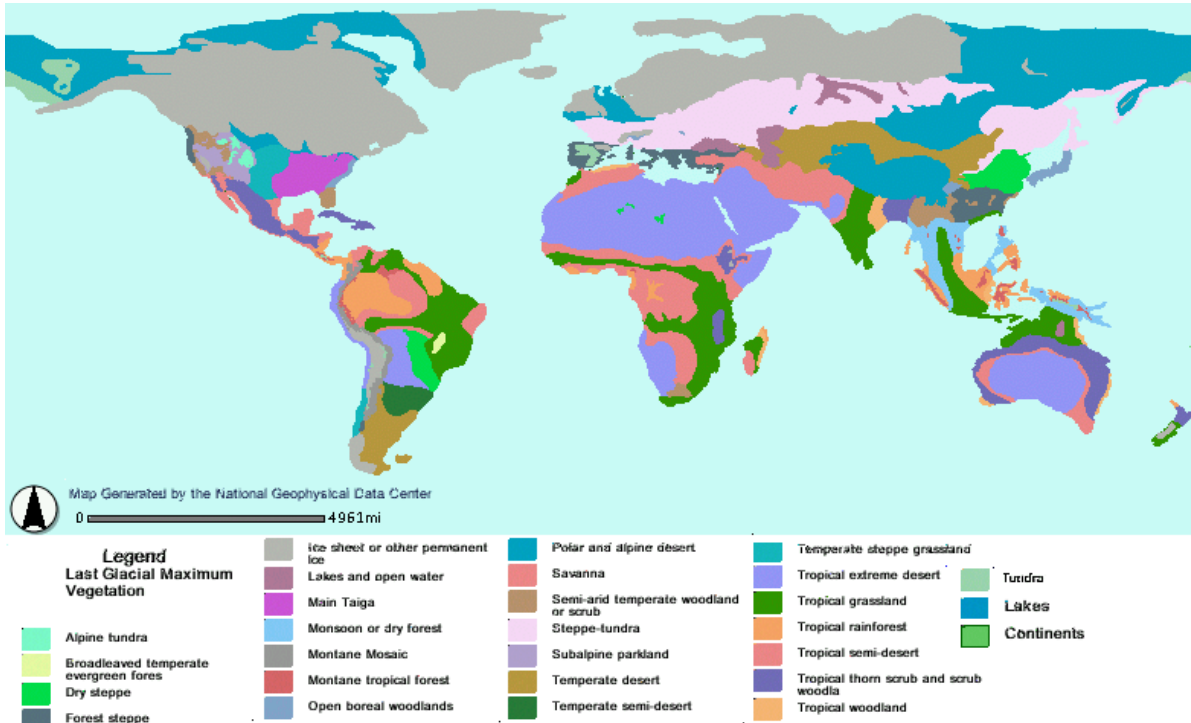 Map Generated by the National Geophysical Data Center
0 4961mi
Legend
Last Glacial Maximum
Vegetation
Alpine tundra
Broadleaved temperate
evergreen fores
Dry steppe
Forest steppe
Ice sheet or other permanent
Ice
Lakes and open water
Main Taiga
Monsoon or dry forest
Montane Mosaic
Montane tropical forest
Open boreal woodlands
Polar and alpine desert
Savanna
Semi-arid temperate woodland
or scrub
Steppe-tundra
Subalpine parkland
Temperate desert
Temperate semi-desert
Temperate steppe grassland
Tropical extreme desert
Tropical grassland
Tropical rainforest
Tropical semi-desert
Tropical thorn scrub and scrub
woodla
Tropical woodland
Tundra
Lakes
Continents